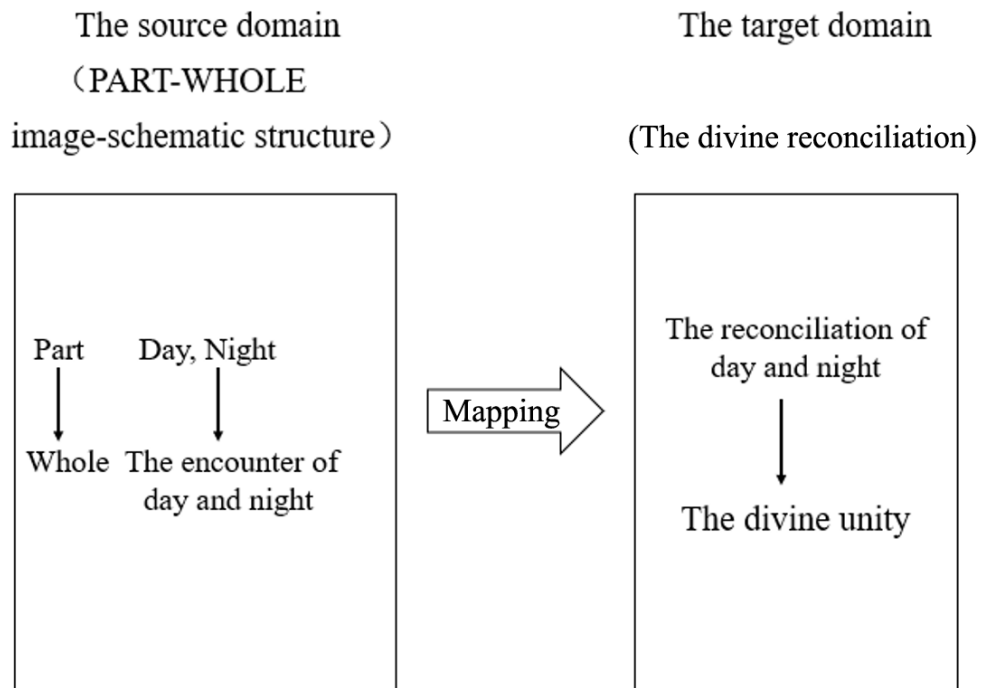 The source domain
（PART-WHOLE
image-schematic structure）
The target domain
(The divine reconciliation)
Part
Day, Night
Whole
The encounter of
day and night
Mapping
The reconciliation of
day and night
The divine unity